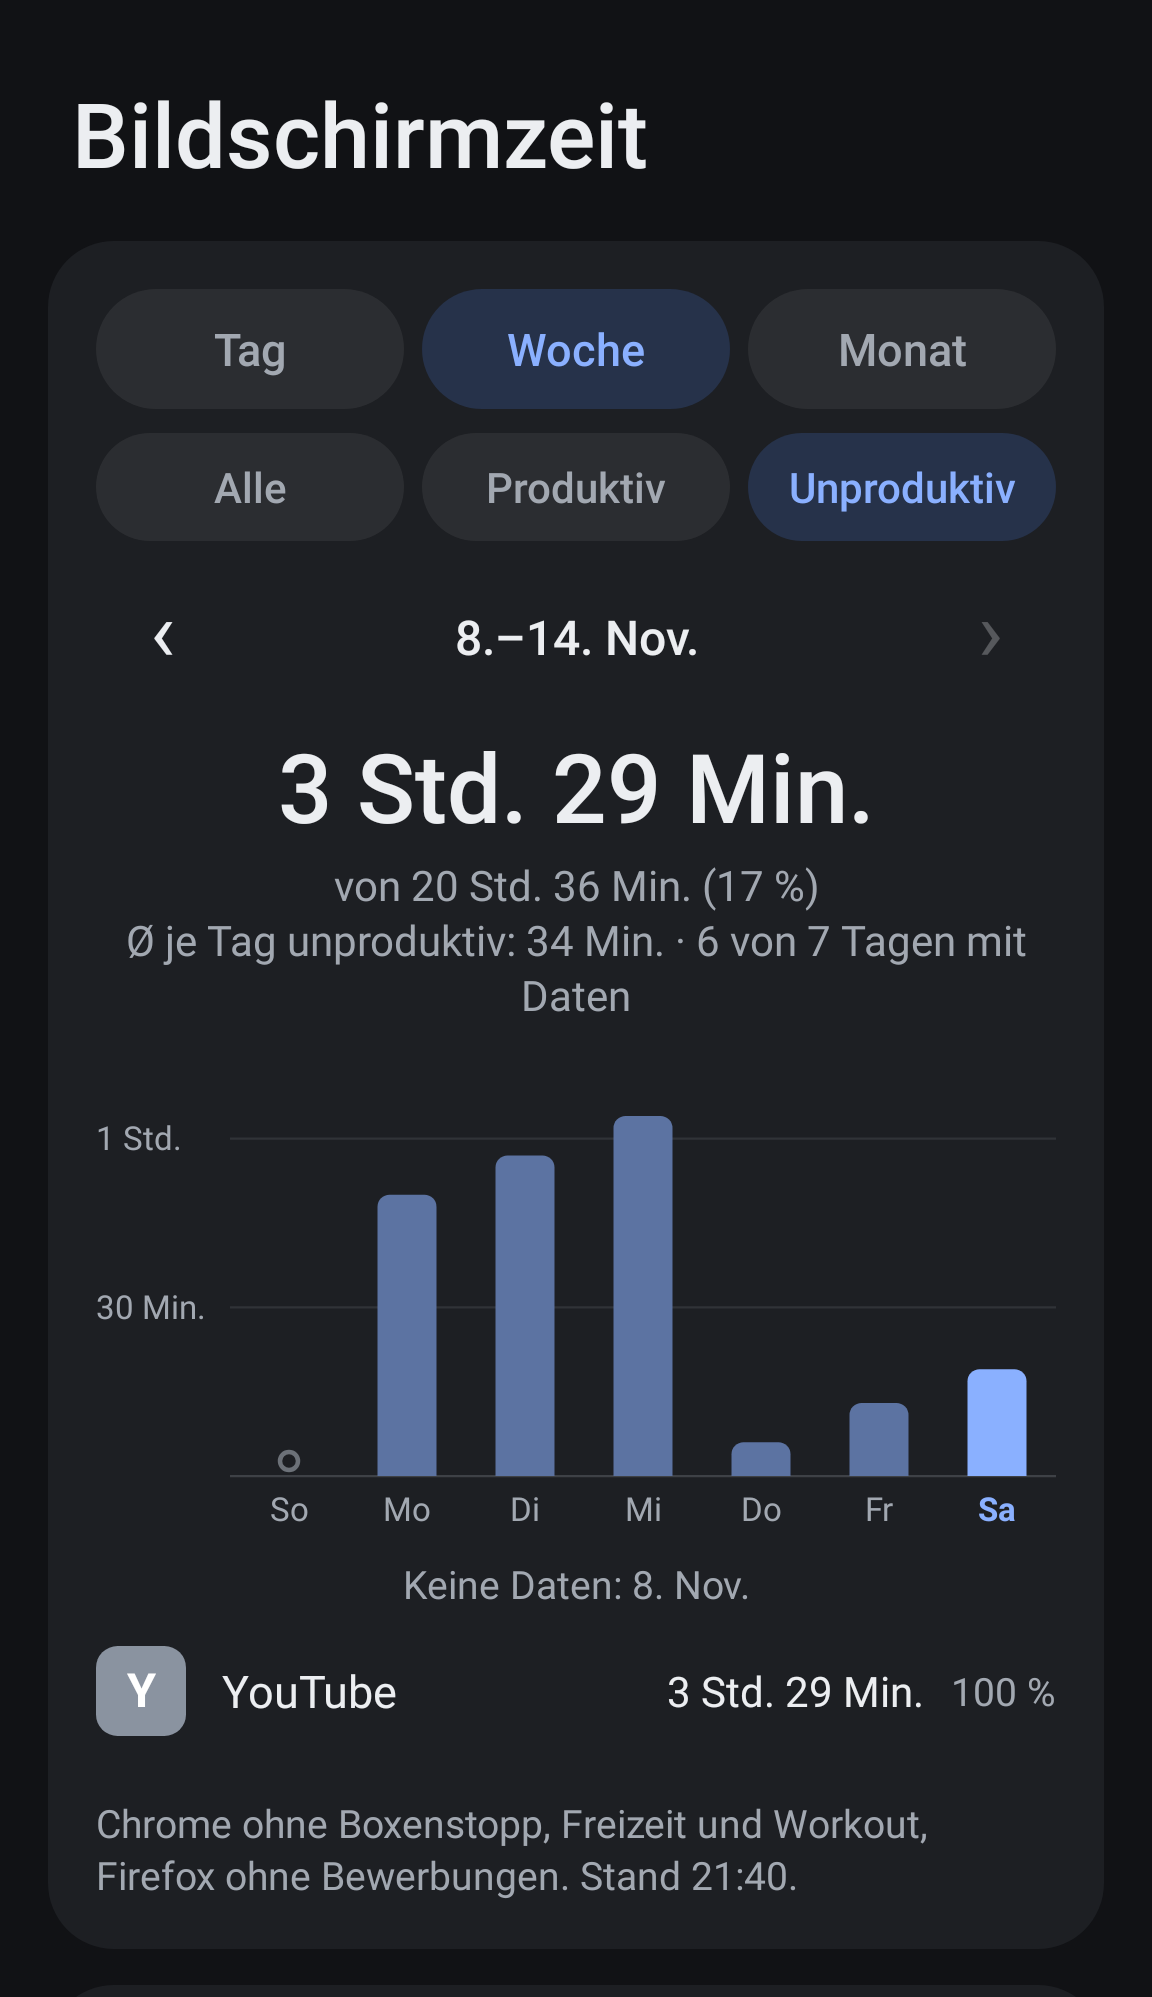 Bildschirmzeit
Tag Woche Monat
Alle Produktiv Unproduktiv
‹ 8.–14. Nov. ›
3 Std. 29 Min.
von 20 Std. 36 Min. (17 %)
Ø je Tag unproduktiv: 34 Min. · 6 von 7 Tagen mit
Daten
1 Std.
30 Min.
So Mo Di Mi Do Fr Sa
Keine Daten: 8. Nov.
Y YouTube 3 Std. 29 Min. 100 %
Chrome ohne Boxenstopp, Freizeit und Workout,
Firefox ohne Bewerbungen. Stand 21:40.